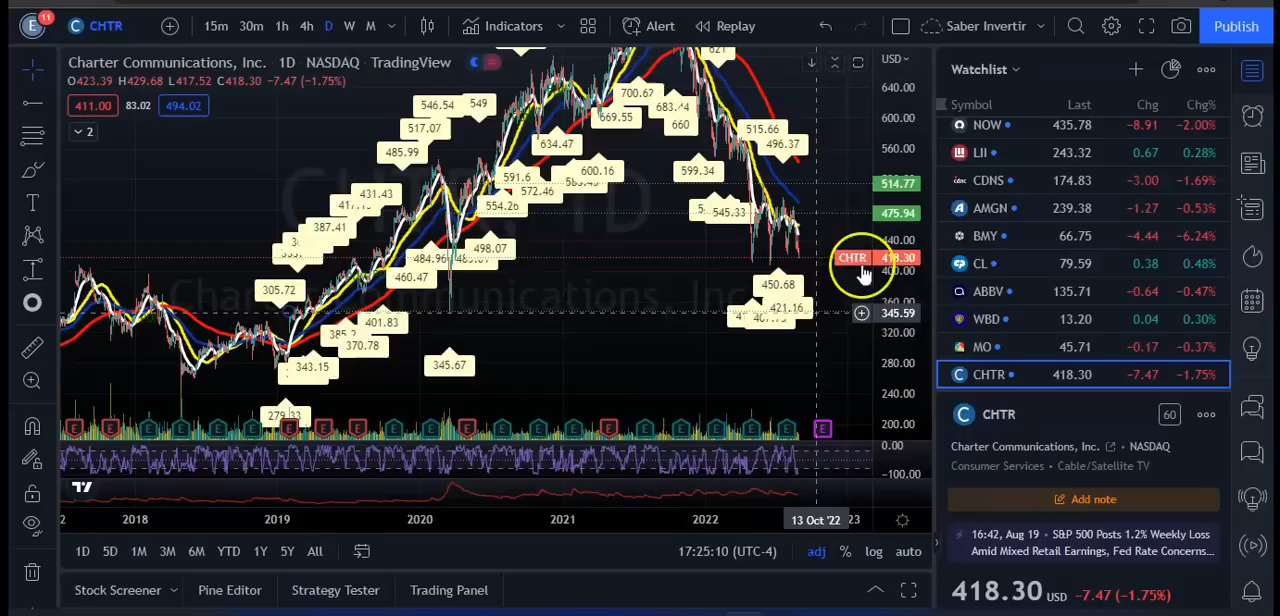 E 11 C CHTR 15m 30m 1h 4h D W M Indicators Alert Replay Saber Invertir Publish
Charter Communications, Inc. · 1D · NASDAQ · TradingView
O423.39 H429.68 L417.52 C418.30 -7.47 (-1.75%)
411.00 83.02 494.02
2
USD
640.00
600.00
560.00
514.77
475.94
440.00
CHTR 418.30
400.00
360.00
345.59
320.00
280.00
240.00
200.00
0.00
-100.00
621
546.54 549
517.07
485.99
431.43
387.41
305.72
484.96
460.47
498.07
401.83
370.78
343.15
279.33
345.67
591.6
572.46
554.26
634.47
600.16
669.55
700.62
683.44
660
599.34
545.33
515.66
496.37
450.68
421.16
CHTR, 1D
Charter Communications, Inc.
2018 2019 2020 2021 2022 13 Oct '22 23
1D 5D 1M 3M 6M YTD 1Y 5Y All 17:25:10 (UTC-4) adj % log auto
Stock Screener Pine Editor Strategy Tester Trading Panel
Watchlist
Symbol Last Chg Chg%
NOW 435.78 -8.91 -2.00%
LII 243.32 0.67 0.28%
CDNS 174.83 -3.00 -1.69%
AMGN 239.38 -1.27 -0.53%
BMY 66.75 -4.44 -6.24%
CL 79.59 0.38 0.48%
ABBV 135.71 -0.64 -0.47%
WBD 13.20 0.04 0.30%
MO 45.71 -0.17 -0.37%
CHTR 418.30 -7.47 -1.75%
C CHTR 60
Charter Communications, Inc. · NASDAQ
Consumer Services · Cable/Satellite TV
Add note
16:42, Aug 19 · S&P 500 Posts 1.2% Weekly Loss
Amid Mixed Retail Earnings, Fed Rate Concerns...
418.30 USD -7.47 (-1.75%)